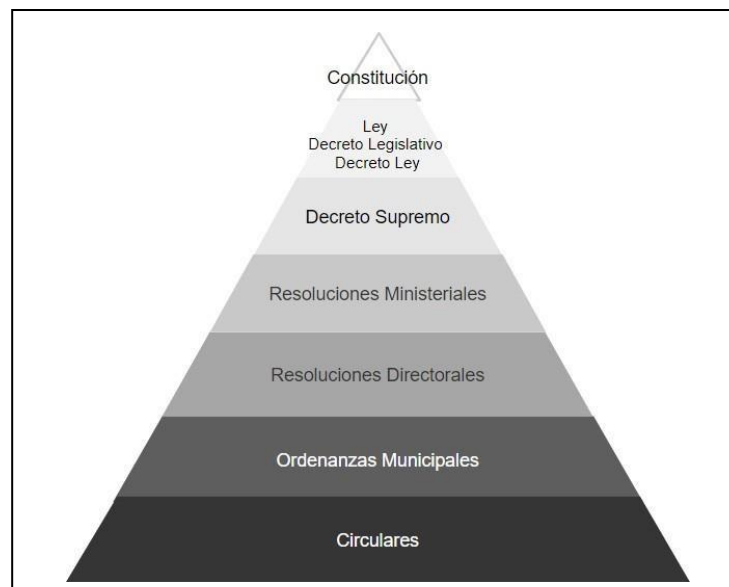 Constitución
Ley
Decreto Legislativo
Decreto Ley
Decreto Supremo
Resoluciones Ministeriales
Resoluciones Directorales
Ordenanzas Municipales
Circulares